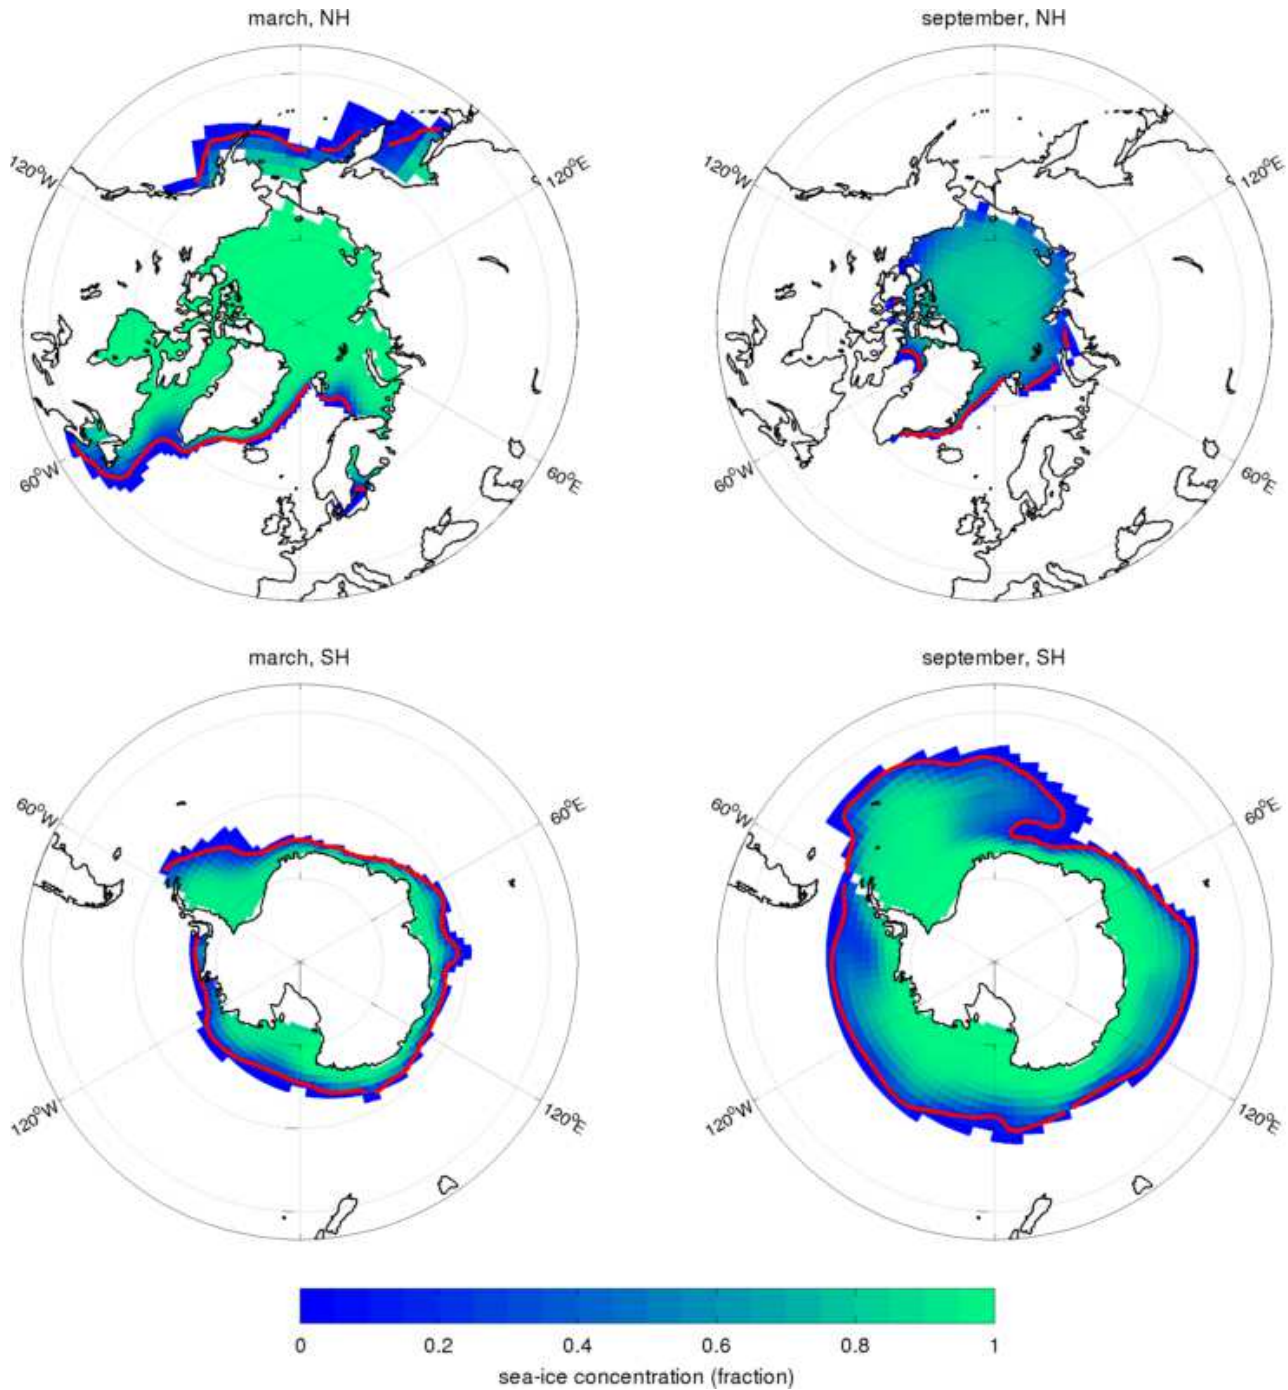 march, NH
september, NH
120°W
120°E
120°W
120°E
60°W
60°E
60°W
60°E
march, SH
september, SH
60°W
60°E
60°W
60°E
120°W
120°E
120°W
120°E
0
0.2
0.4
0.6
0.8
1
sea-ice concentration (fraction)